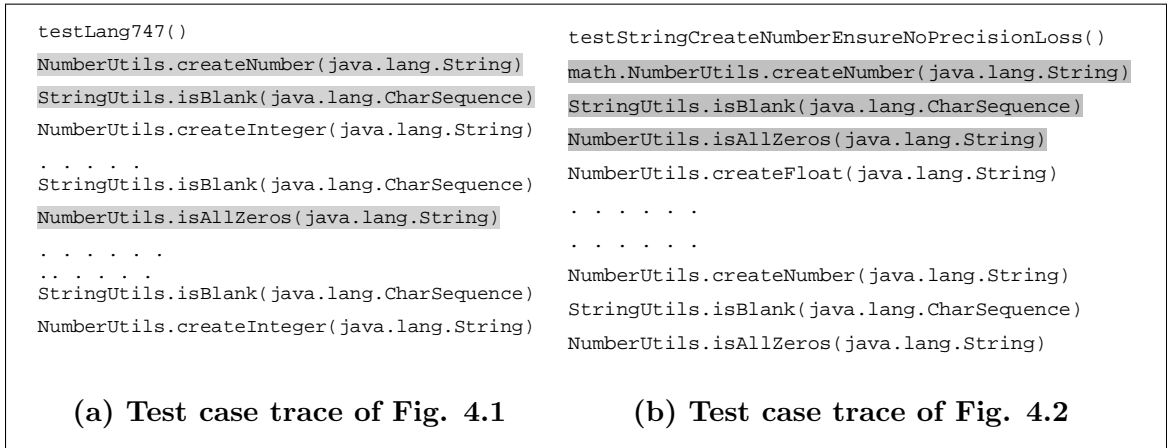 testLang747()
NumberUtils.createNumber(java.lang.String)
StringUtils.isBlank(java.lang.CharSequence)
NumberUtils.createInteger(java.lang.String)
. . . . .
StringUtils.isBlank(java.lang.CharSequence)
NumberUtils.isAllZeros(java.lang.String)
. . . . . .
.. . . . .
StringUtils.isBlank(java.lang.CharSequence)
NumberUtils.createInteger(java.lang.String)
(a) Test case trace of Fig. 4.1
testStringCreateNumberEnsureNoPrecisionLoss()
math.NumberUtils.createNumber(java.lang.String)
StringUtils.isBlank(java.lang.CharSequence)
NumberUtils.isAllZeros(java.lang.String)
NumberUtils.createFloat(java.lang.String)
. . . . . .
. . . . . .
NumberUtils.createNumber(java.lang.String)
StringUtils.isBlank(java.lang.CharSequence)
NumberUtils.isAllZeros(java.lang.String)
(b) Test case trace of Fig. 4.2